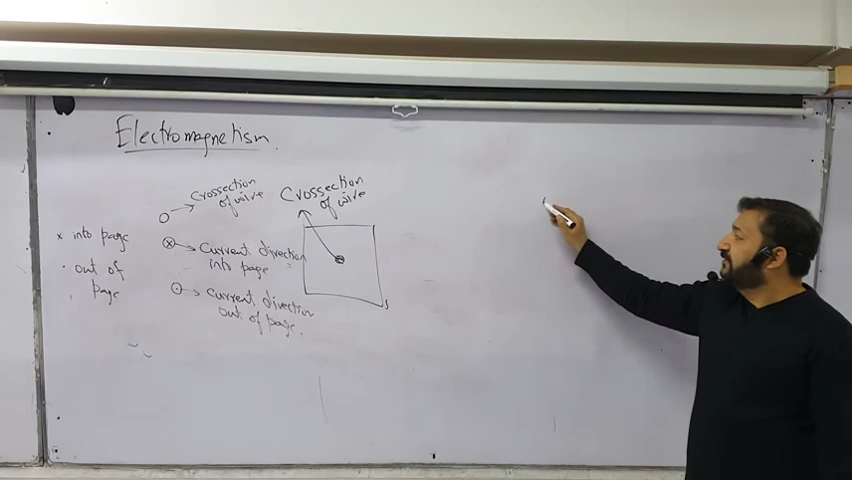 Electromagnetism.
Crossection
of wire
Crossection
of wire
x into page
Current direction
into page
· out of
page
Current direction
out of page.